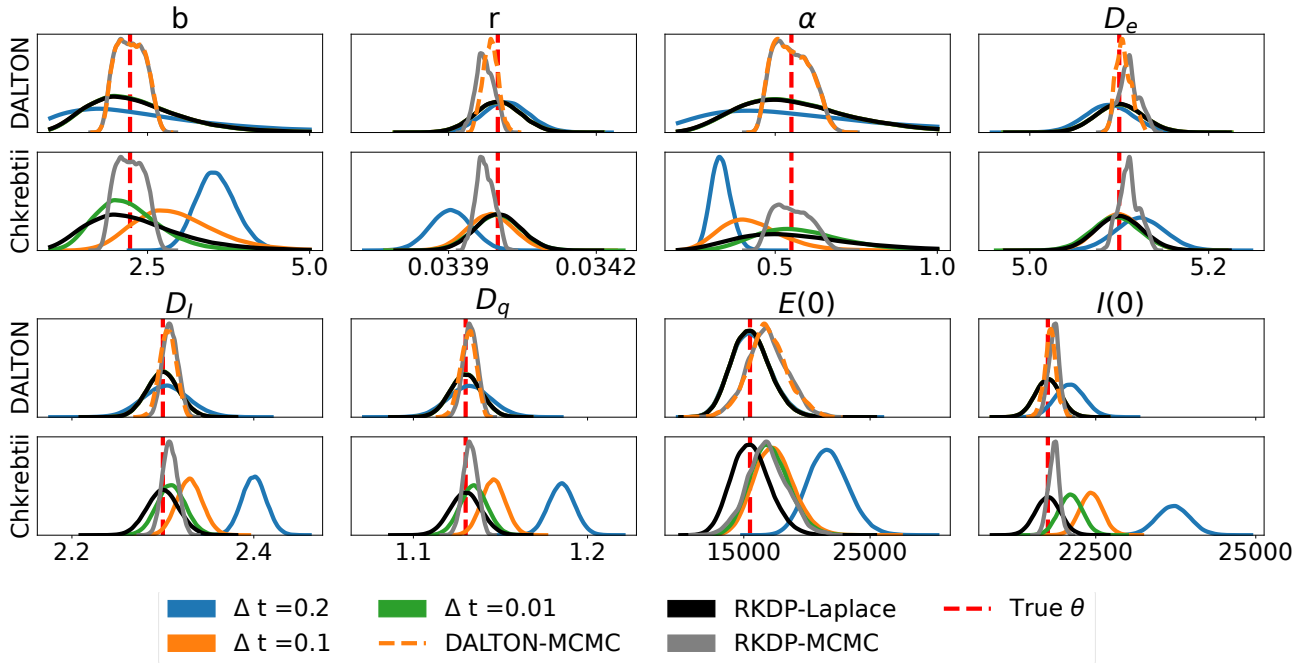 b r α D_e
DALTON
Chkrebtii
2.5 5.0 0.0339 0.0342 0.5 1.0 5.0 5.2
D_I D_q E(0) I(0)
DALTON
Chkrebtii
2.2 2.4 1.1 1.2 15000 25000 22500 25000
Δ t =0.2 Δ t =0.01 RKDP-Laplace True θ
Δ t =0.1 DALTON-MCMC RKDP-MCMC